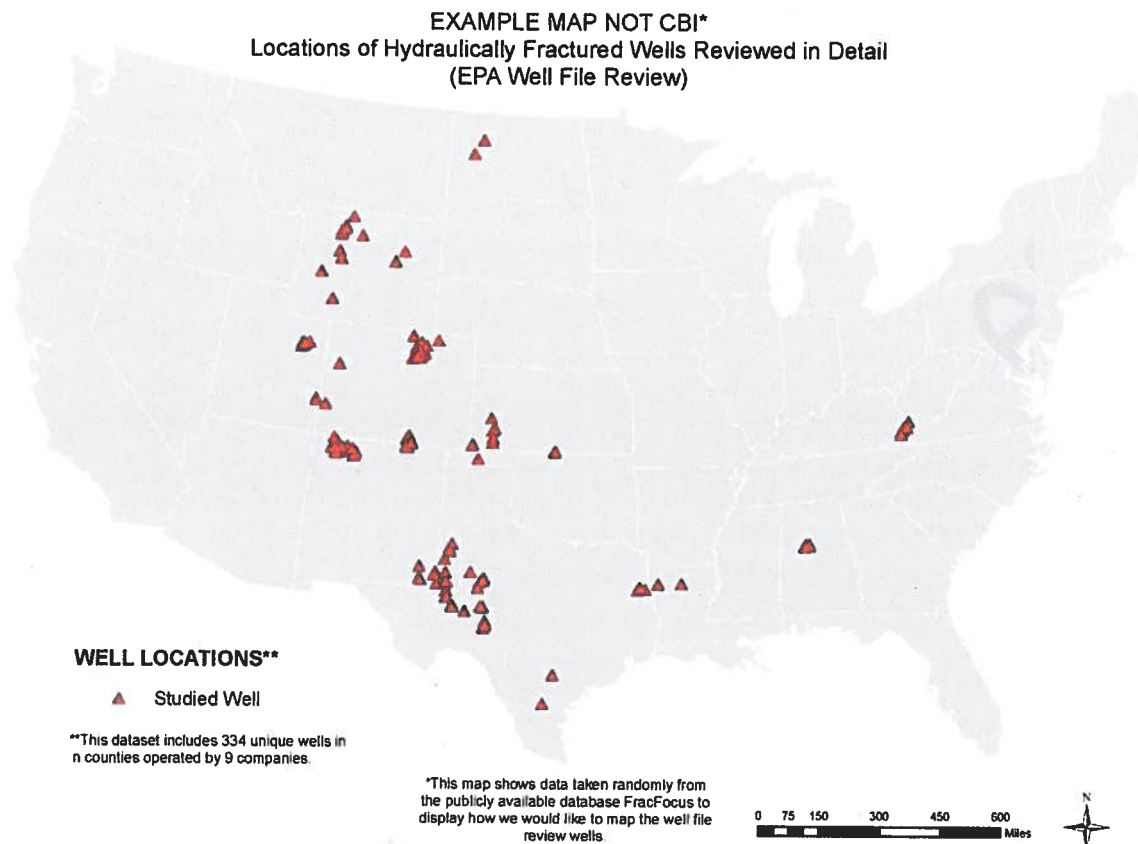 EXAMPLE MAP NOT CBI*
Locations of Hydraulically Fractured Wells Reviewed in Detail
(EPA Well File Review)
WELL LOCATIONS**
Studied Well
**This dataset includes 334 unique wells in
n counties operated by 9 companies.
*This map shows data taken randomly from
the publicly available database FracFocus to
display how we would like to map the well file
review wells
0 75 150 300 450 600
Miles
N